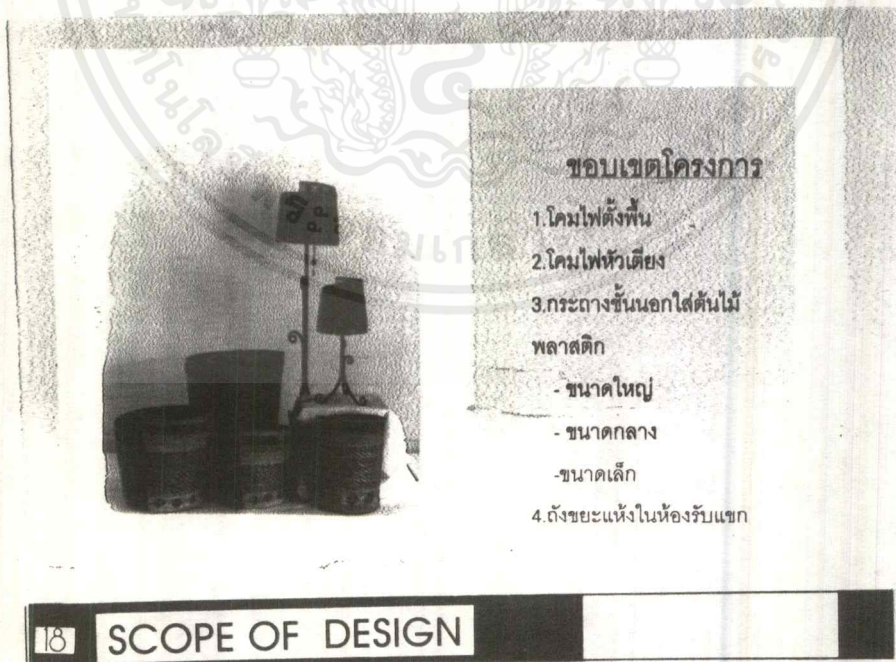 ขอบเขตโครงการ
1.โคมไฟตั้งพื้น
2.โคมไฟหัวเตียง
3.กระถางชั้นนอกใส่ต้นไม้
พลาสติก
- ขนาดใหญ่
- ขนาดกลาง
-ขนาดเล็ก
4.ถังขยะแห้งในห้องรับแขก
18 SCOPE OF DESIGN